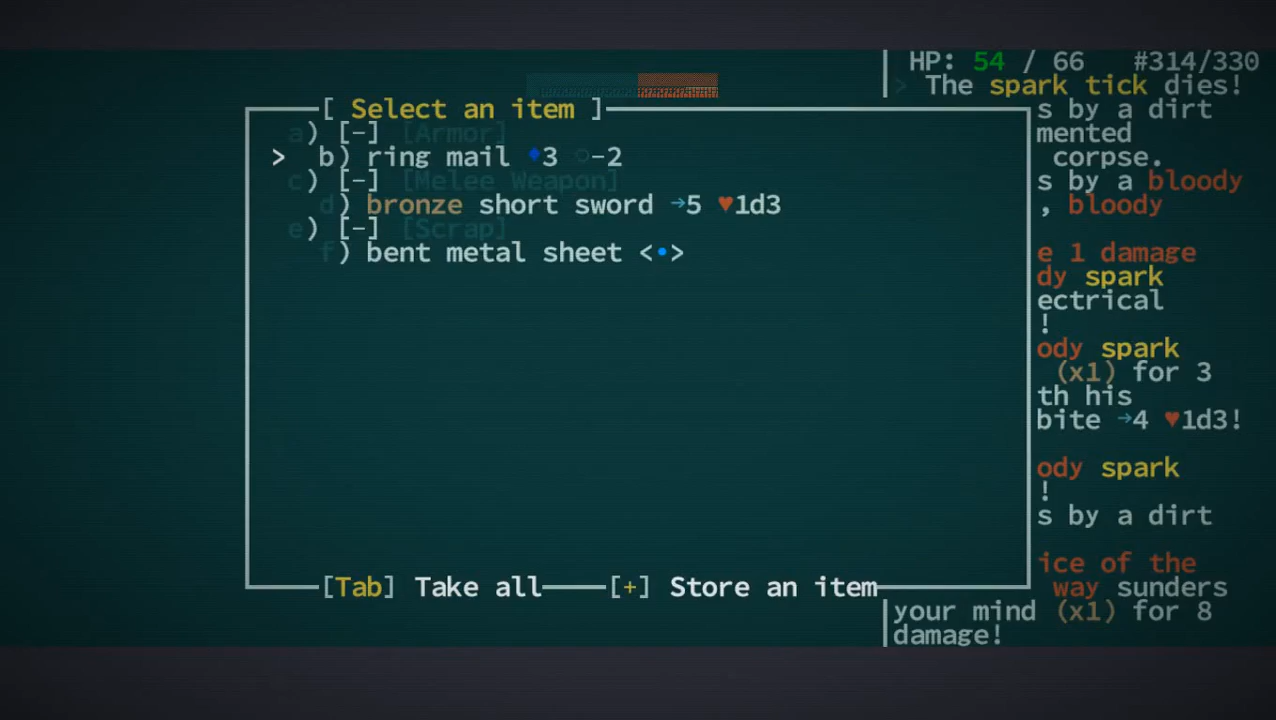 HP: 54 / 66 #314/330
> The spark tick dies!
[ Select an item ]
s by a dirt
a) [-] [Armor]
mented
> b) ring mail ♦3 ○-2
corpse.
c) [-] [Melee Weapon]
s by a bloody
d) bronze short sword →5 ♥1d3
, bloody
e) [-] [Scrap]
f) bent metal sheet <•>
e 1 damage
dy spark
ectrical
!
ody spark
(x1) for 3
th his
bite →4 ♥1d3!
ody spark
!
s by a dirt
ice of the
[Tab] Take all [+] Store an item
way sunders
your mind (x1) for 8
damage!